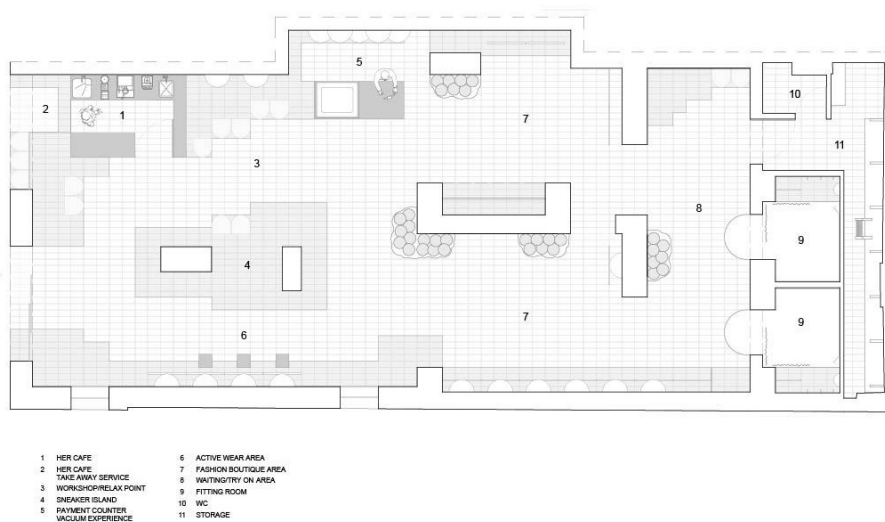 5
10
2
1
7
11
3
8
9
4
9
7
6
1 HER CAFE
2 HER CAFE
TAKE AWAY SERVICE
3 WORKSHOP/RELAX POINT
4 SNEAKER ISLAND
5 PAYMENT COUNTER
VACUUM EXPERIENCE
6 ACTIVE WEAR AREA
7 FASHION BOUTIQUE AREA
8 WAITING/TRY ON AREA
9 FITTING ROOM
10 WC
11 STORAGE